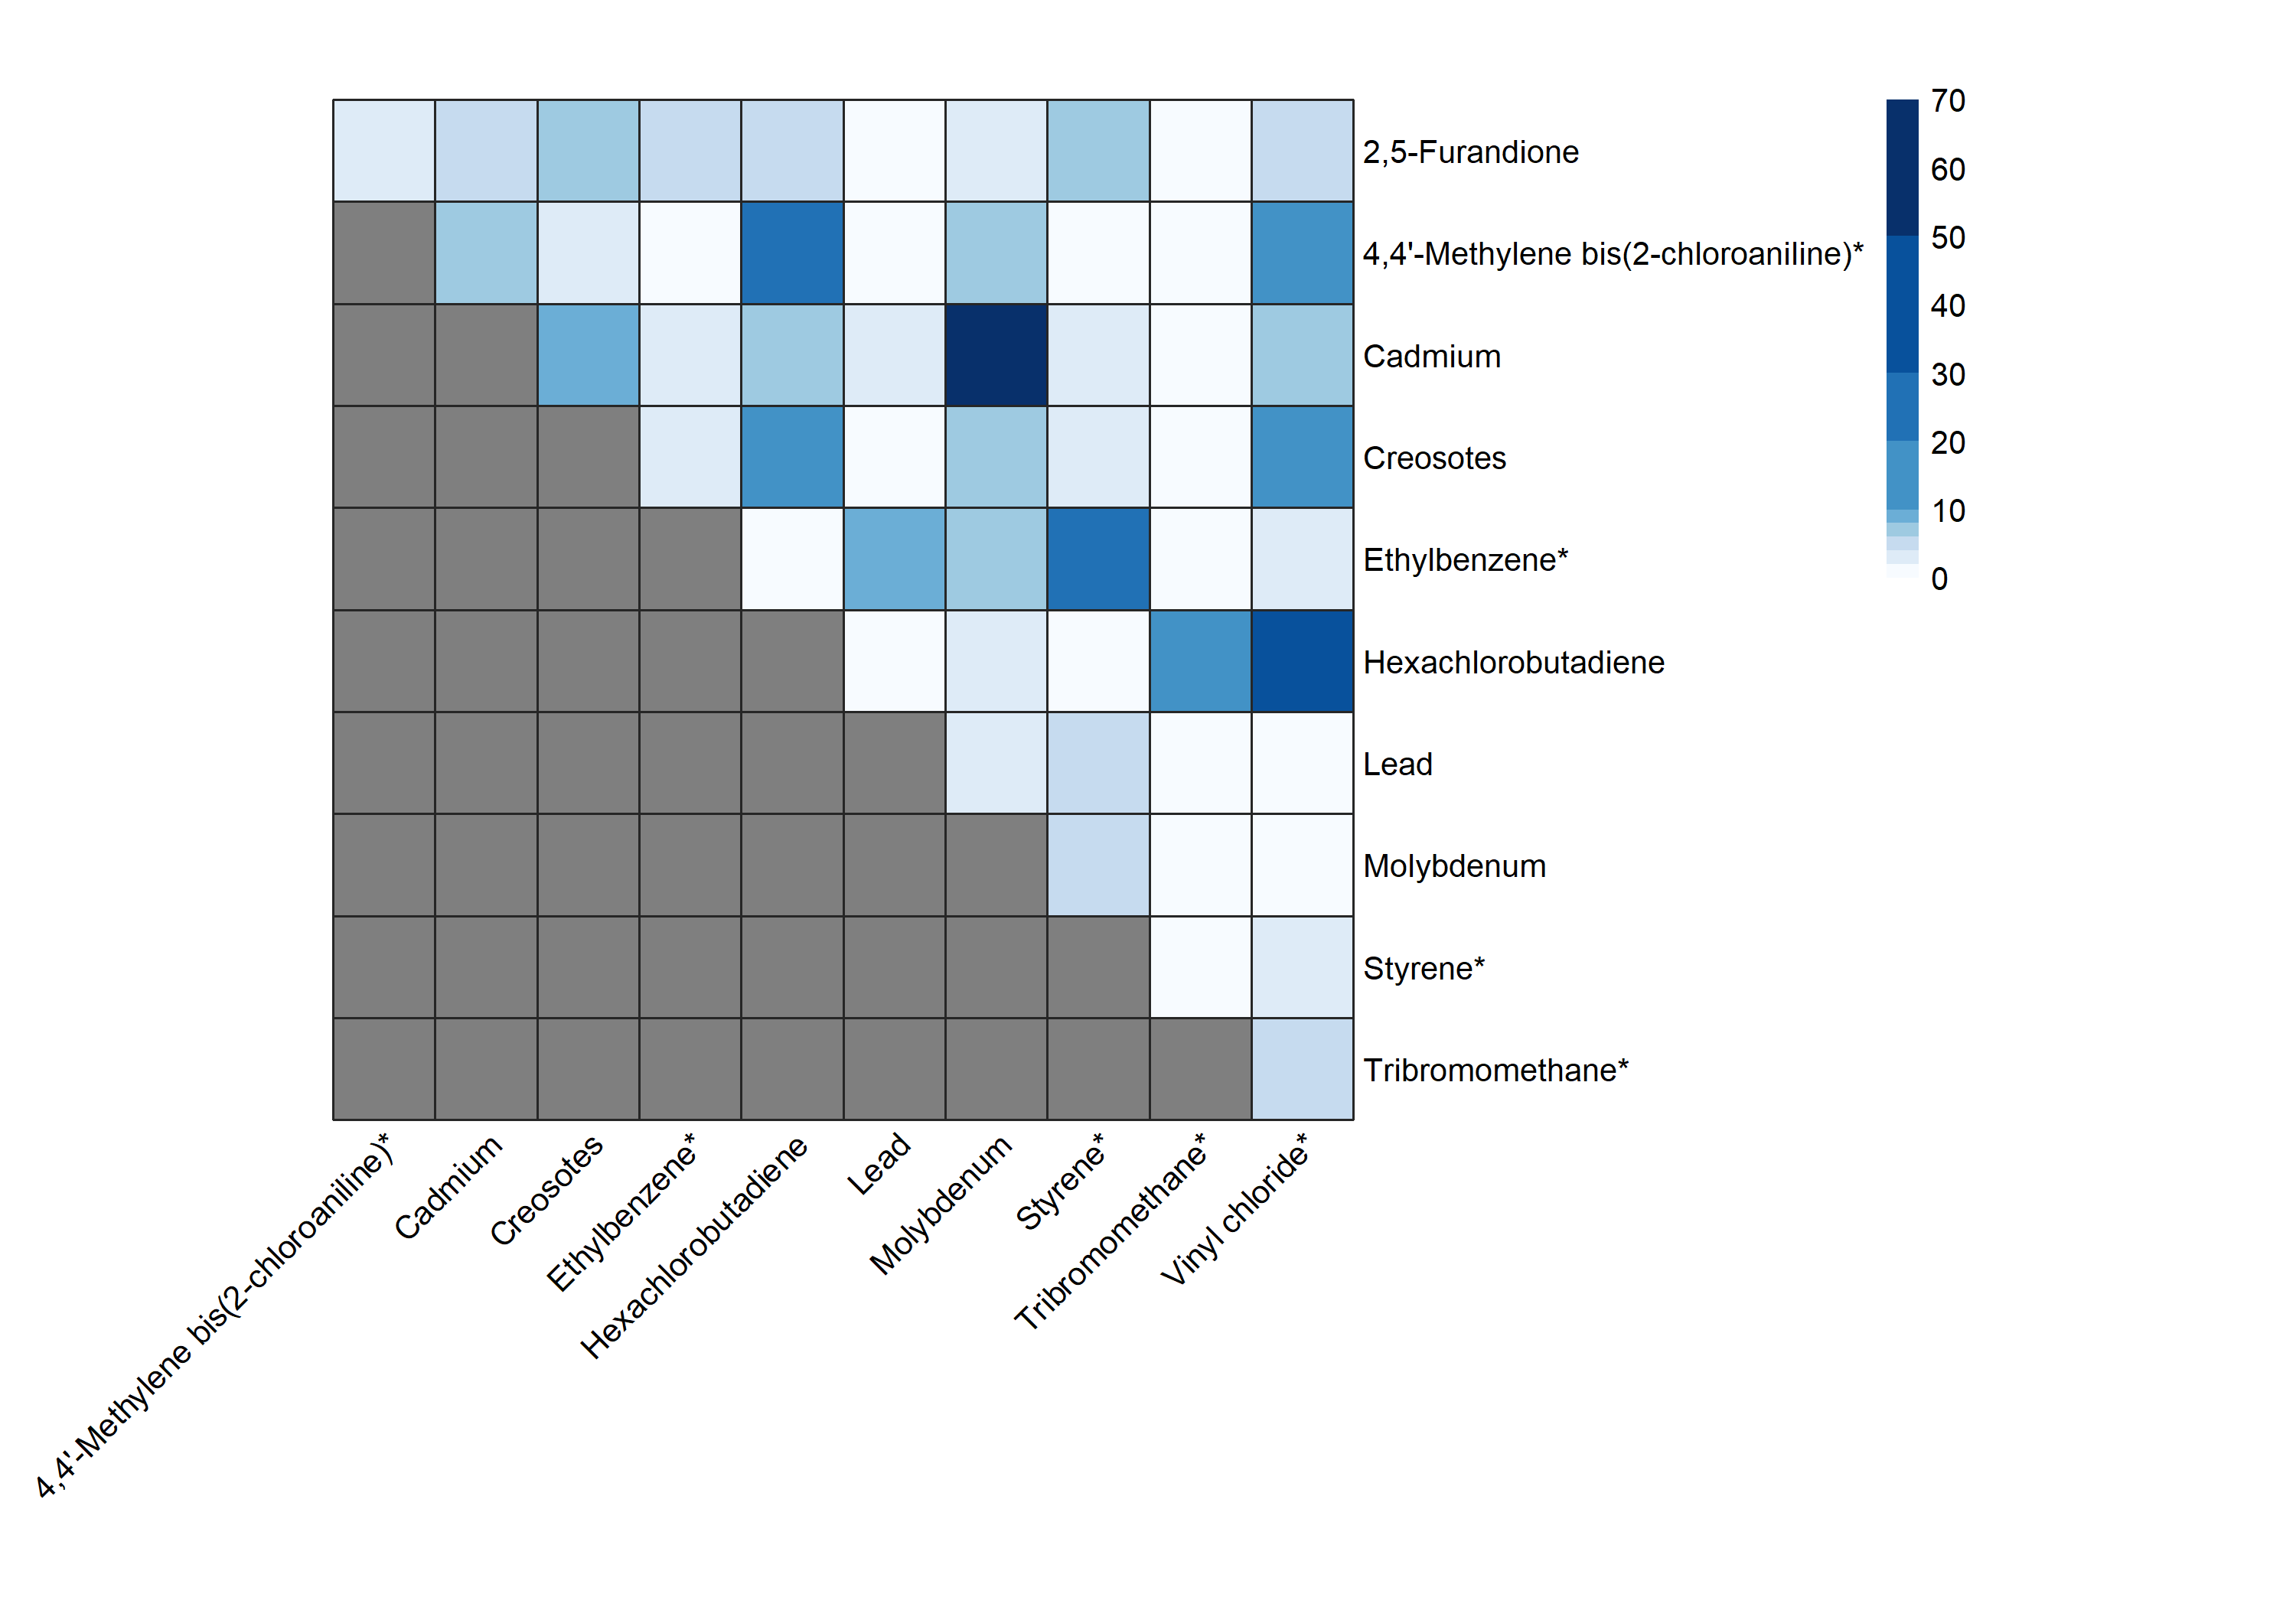 70
2,5-Furandione
60
4,4'-Methylene bis(2-chloroaniline)*
50
40
Cadmium
30
Creosotes
20
10
Ethylbenzene*
0
Hexachlorobutadiene
Lead
Molybdenum
Styrene*
Tribromomethane*
4,4'-Methylene bis(2-chloroaniline)*
Cadmium
Creosotes
Ethylbenzene*
Hexachlorobutadiene
Lead
Molybdenum
Styrene*
Tribromomethane*
Vinyl chloride*